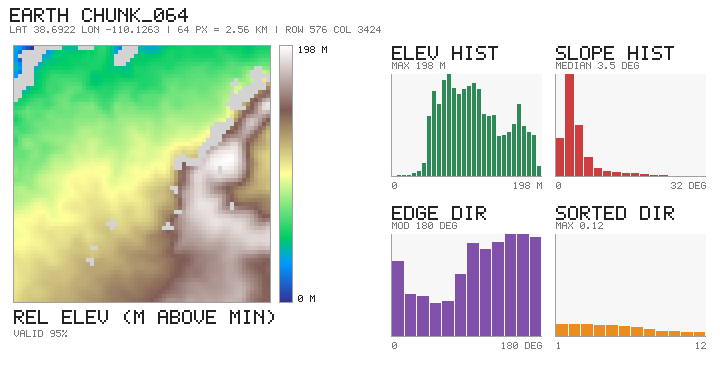 EARTH CHUNK_064
LAT 38.6922 LON -110.1263 | 64 PX = 2.56 KM | ROW 576 COL 3424
198 M
0 M
REL ELEV (M ABOVE MIN)
VALID 95%
ELEV HIST
MAX 198 M
0 198 M
SLOPE HIST
MEDIAN 3.5 DEG
0 32 DEG
EDGE DIR
MOD 180 DEG
0 180 DEG
SORTED DIR
MAX 0.12
1 12